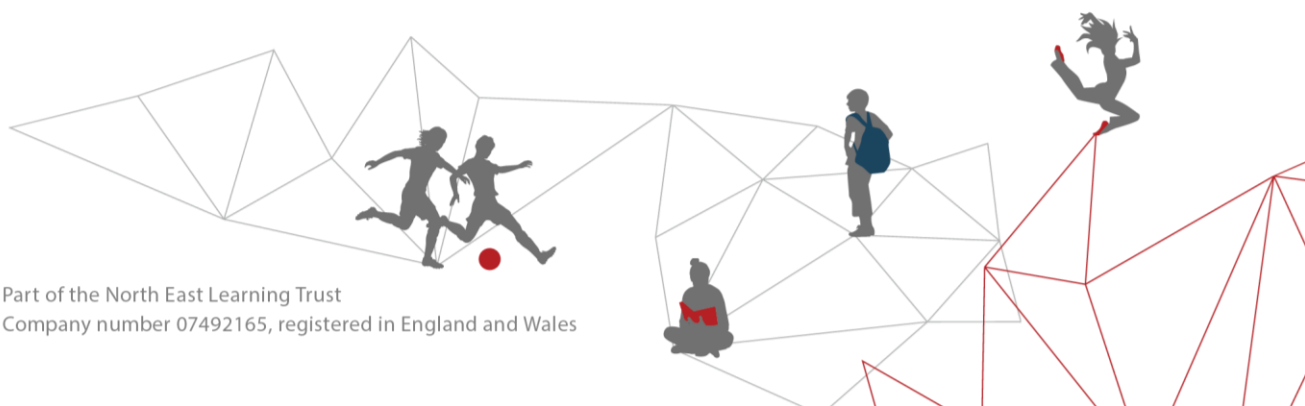 Part of the North East Learning Trust
Company number 07492165, registered in England and Wales